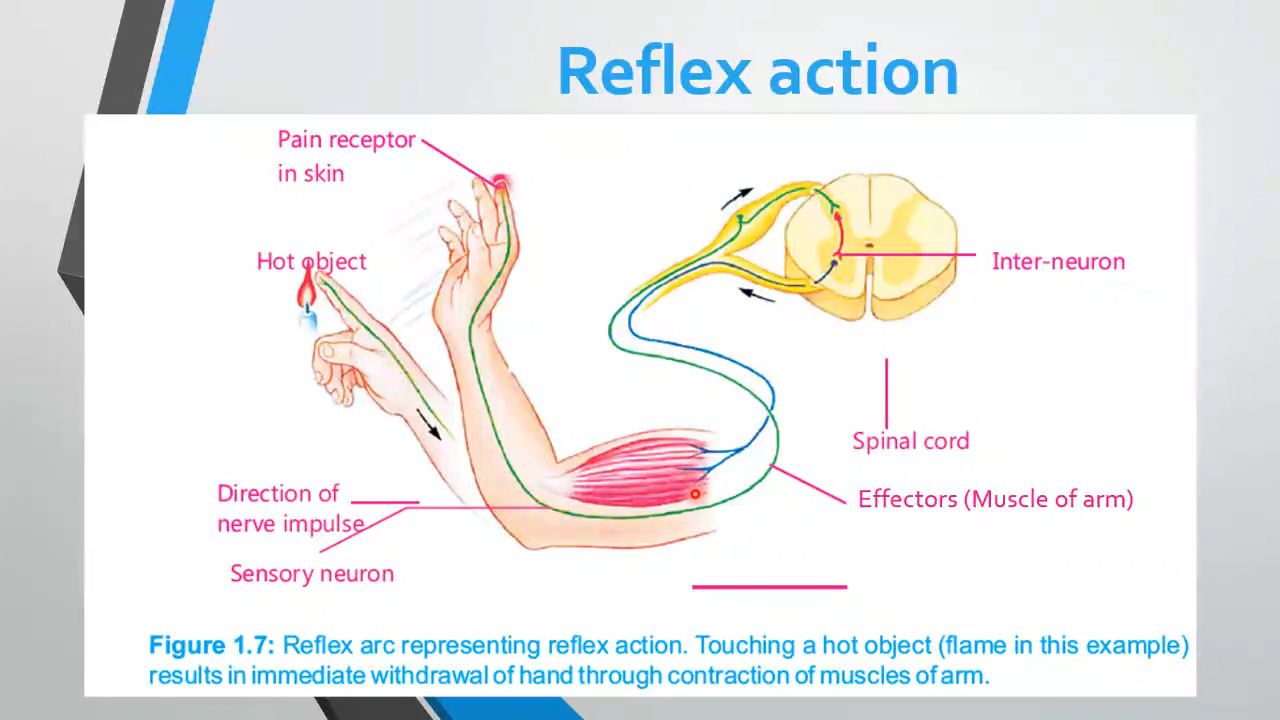 Reflex action
Pain receptor
in skin
Hot object
Inter-neuron
Spinal cord
Direction of
nerve impulse
Effectors (Muscle of arm)
Sensory neuron
Figure 1.7: Reflex arc representing reflex action. Touching a hot object (flame in this example)
results in immediate withdrawal of hand through contraction of muscles of arm.